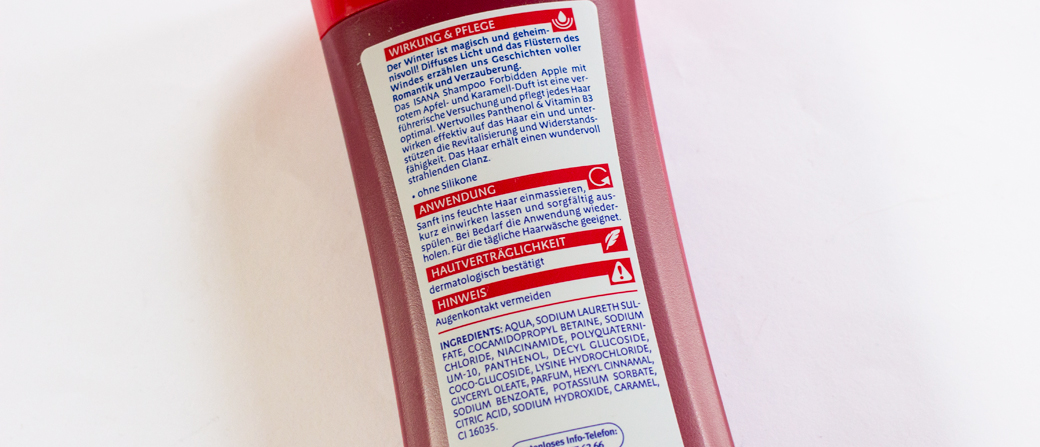 WIRKUNG & PFLEGE
Der Winter ist magisch und geheim-
nisvoll! Diffuses Licht und das Flüstern des
Windes erzählen uns Geschichten voller
Romantik und Verzauberung.
Das ISANA Shampoo Forbidden Apple mit
rotem Apfel- und Karamell-Duft ist eine ver-
führerische Versuchung und pflegt jedes Haar
optimal. Wertvolles Panthenol & Vitamin B3
wirken effektiv auf das Haar ein und unter-
stützen die Revitalisierung und Widerstands-
fähigkeit. Das Haar erhält einen wundervoll
strahlenden Glanz.
• ohne Silikone
ANWENDUNG
Sanft ins feuchte Haar einmassieren,
kurz einwirken lassen und sorgfältig aus-
spülen. Bei Bedarf die Anwendung wieder-
holen. Für die tägliche Haarwäsche geeignet.
HAUTVERTRÄGLICHKEIT
dermatologisch bestätigt
HINWEIS
Augenkontakt vermeiden
INGREDIENTS: AQUA, SODIUM LAURETH SUL-
FATE, COCAMIDOPROPYL BETAINE, SODIUM
CHLORIDE, NIACINAMIDE, POLYQUATERNI-
UM-10, PANTHENOL, DECYL GLUCOSIDE,
COCO-GLUCOSIDE, LYSINE HYDROCHLORIDE,
GLYCERYL OLEATE, PARFUM, HEXYL CINNAMAL,
SODIUM BENZOATE, POTASSIUM SORBATE,
CITRIC ACID, SODIUM HYDROXIDE, CARAMEL,
CI 16035.
Info-Telefon: